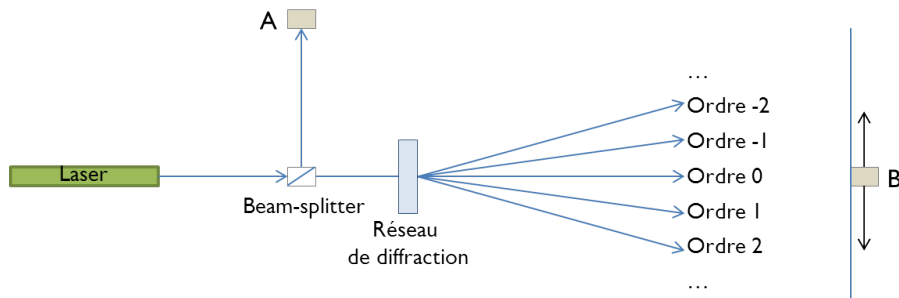 A
...
Ordre -2
Ordre -1
Laser
Ordre 0
B
Beam-splitter
Ordre 1
Réseau
de diffraction
Ordre 2
...